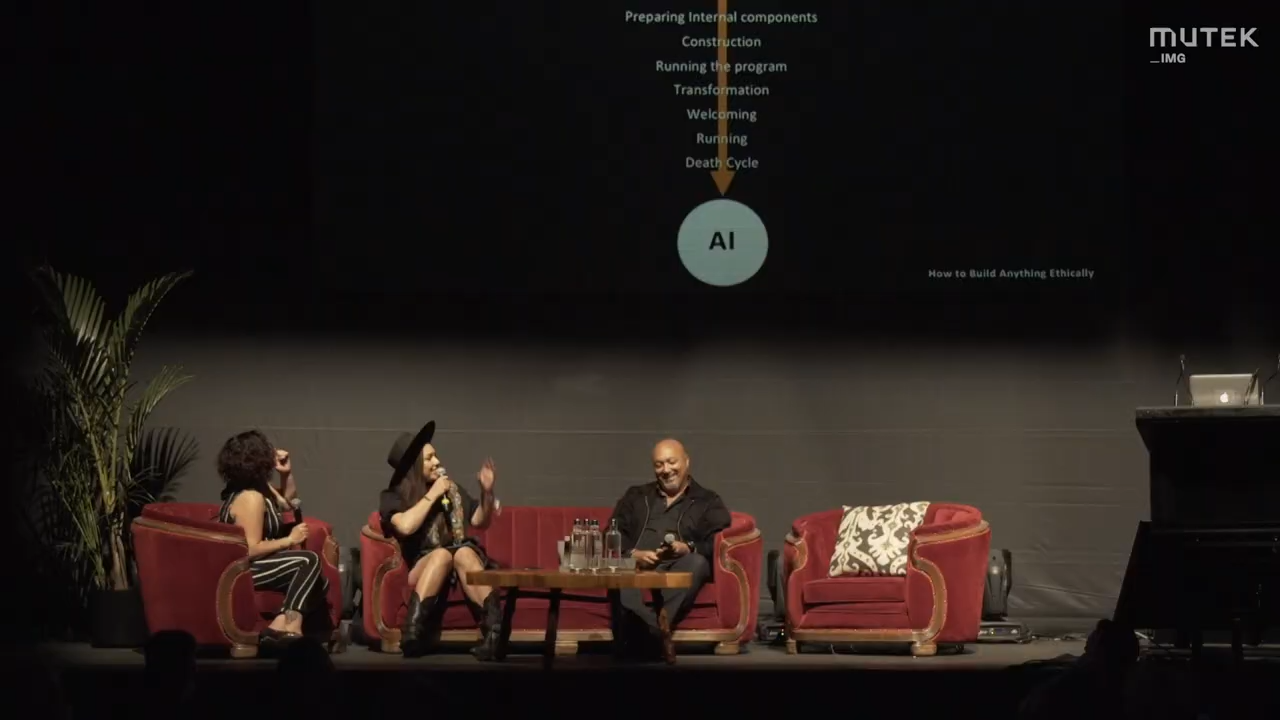 Preparing Internal components
Construction
Running the program
Transformation
Welcoming
Running
Death Cycle
AI
How to Build Anything Ethically
MUTEK
_IMG